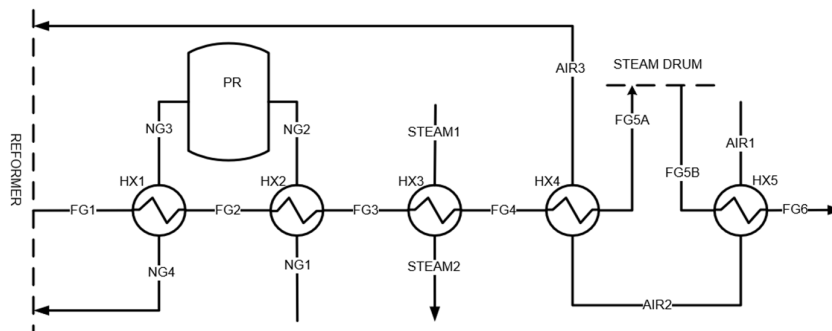 AIR3
STEAM DRUM
PR
NG3
NG2
STEAM1
FG5A
AIR1
REFORMER
HX1
HX2
HX3
HX4
FG5B
HX5
FG1
FG2
FG3
FG4
FG6
NG4
NG1
STEAM2
AIR2